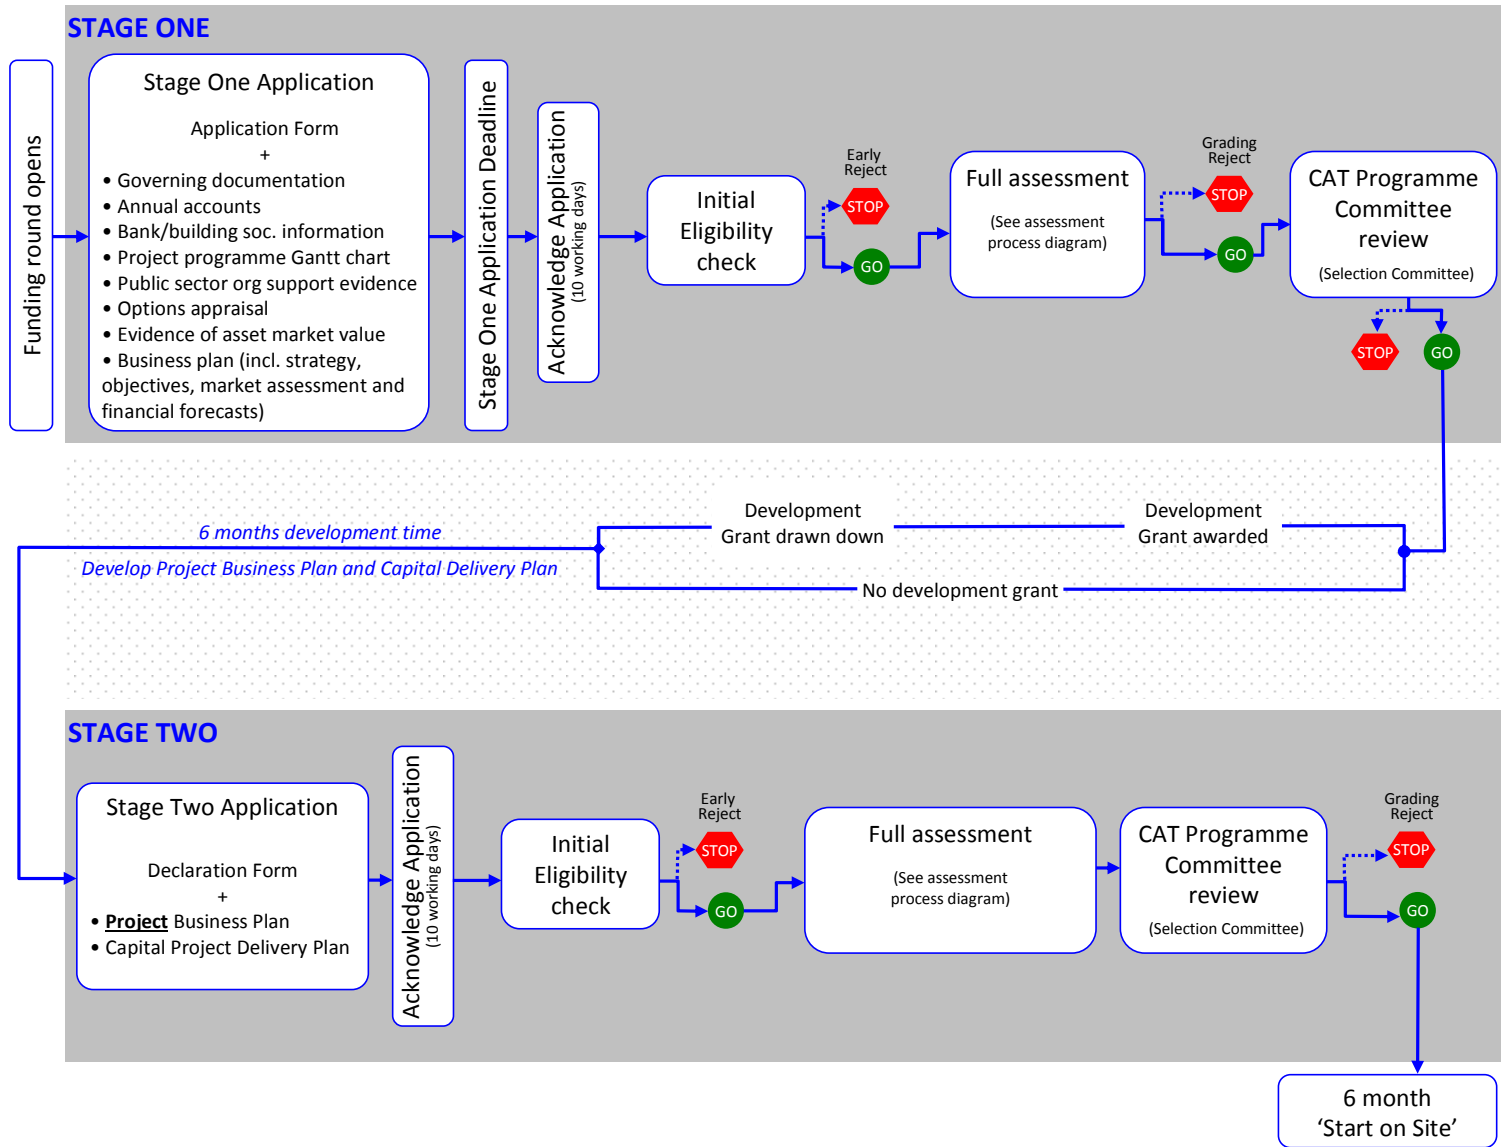 STAGE ONE
Funding round opens
Stage One Application
Application Form
+
• Governing documentation
• Annual accounts
• Bank/building soc. information
• Project programme Gantt chart
• Public sector org support evidence
• Options appraisal
• Evidence of asset market value
• Business plan (incl. strategy,
objectives, market assessment and
financial forecasts)
Stage One Application Deadline
Acknowledge Application
(10 working days)
Initial
Eligibility
check
Early
Reject
STOP
GO
Full assessment
(See assessment
process diagram)
Grading
Reject
STOP
GO
CAT Programme
Committee
review
(Selection Committee)
STOP
GO
Development
Grant awarded
Development
Grant drawn down
No development grant
6 months development time
Develop Project Business Plan and Capital Delivery Plan
STAGE TWO
Stage Two Application
Declaration Form
+
• Project Business Plan
• Capital Project Delivery Plan
Acknowledge Application
(10 working days)
Initial
Eligibility
check
Early
Reject
STOP
GO
Full assessment
(See assessment
process diagram)
CAT Programme
Committee
review
(Selection Committee)
Grading
Reject
STOP
GO
6 month
‘Start on Site’